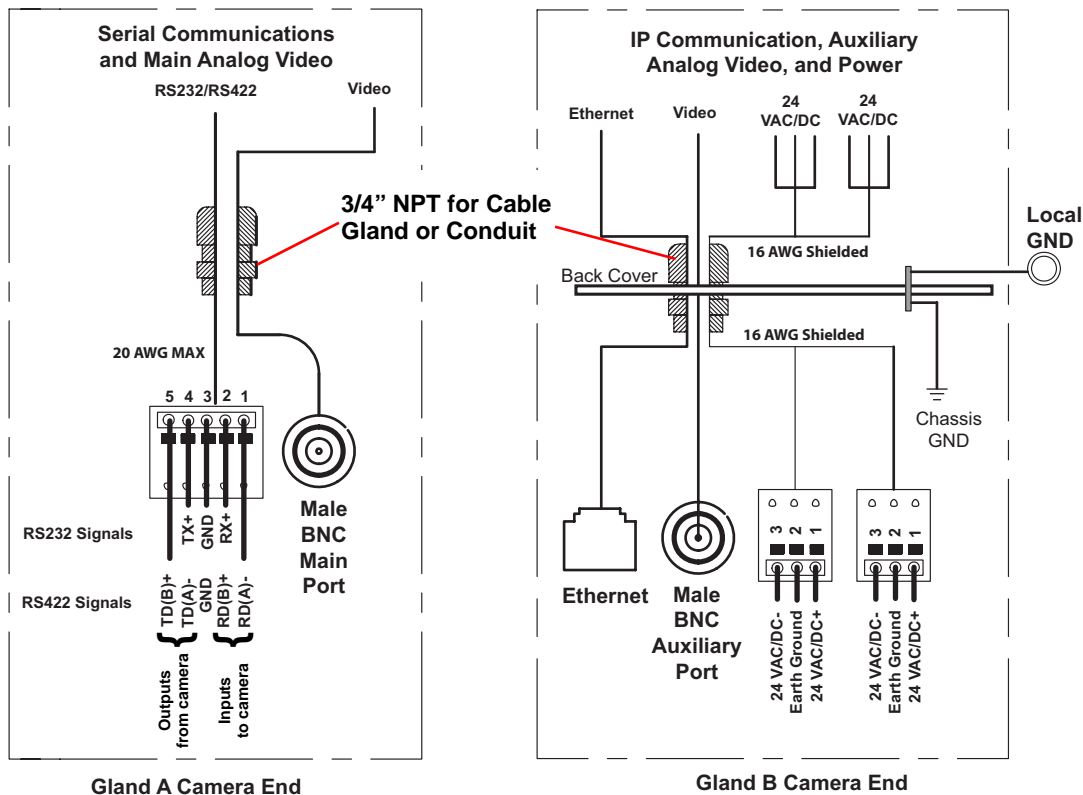 Serial Communications
and Main Analog Video
RS232/RS422
Video
20 AWG MAX
5 4 3 2 1
RS232 Signals
TX+
GND
RX+
RS422 Signals
TD(B)+
TD(A)-
GND
RD(B)+
RD(A)-
Outputs
from camera
Inputs
to camera
Male
BNC
Main
Port
Gland A Camera End
3/4” NPT for Cable
Gland or Conduit
IP Communication, Auxiliary
Analog Video, and Power
Ethernet
Video
24
VAC/DC
24
VAC/DC
16 AWG Shielded
Local
GND
Back Cover
16 AWG Shielded
Chassis
GND
Ethernet
Male
BNC
Auxiliary
Port
3 2 1
24 VAC/DC-
Earth Ground
24 VAC/DC+
3 2 1
24 VAC/DC-
Earth Ground
24 VAC/DC+
Gland B Camera End